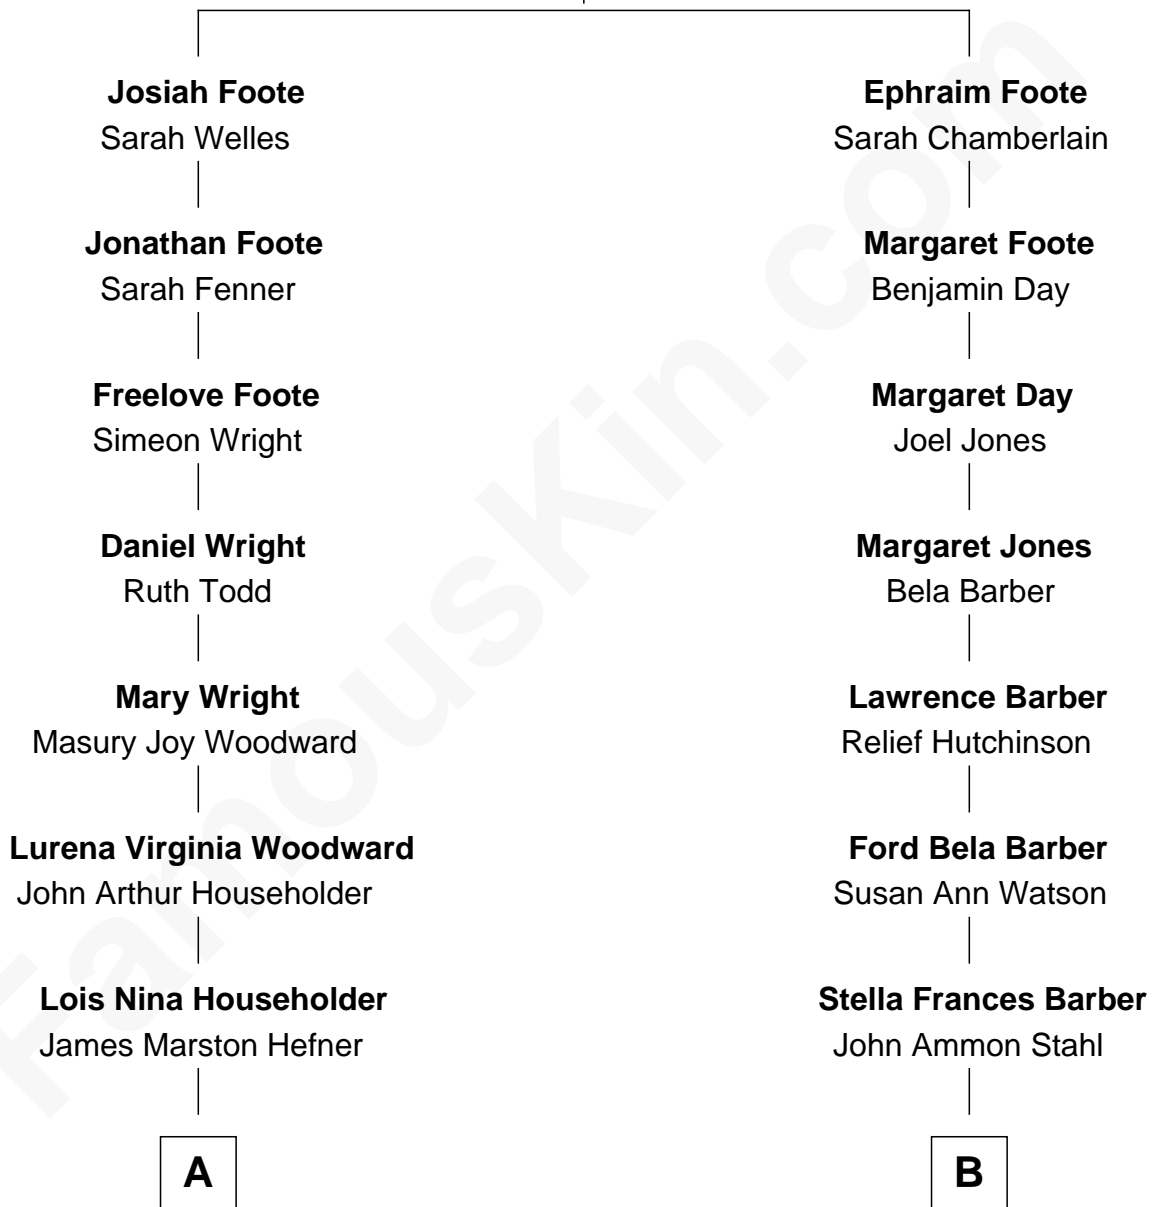 Josiah Foote
Sarah Welles
Jonathan Foote
Sarah Fenner
Freelove Foote
Simeon Wright
Daniel Wright
Ruth Todd
Mary Wright
Masury Joy Woodward
Lurena Virginia Woodward
John Arthur Householder
Lois Nina Householder
James Marston Hefner
A
Ephraim Foote
Sarah Chamberlain
Margaret Foote
Benjamin Day
Margaret Day
Joel Jones
Margaret Jones
Bela Barber
Lawrence Barber
Relief Hutchinson
Ford Bela Barber
Susan Ann Watson
Stella Frances Barber
John Ammon Stahl
B
FamousKin.com